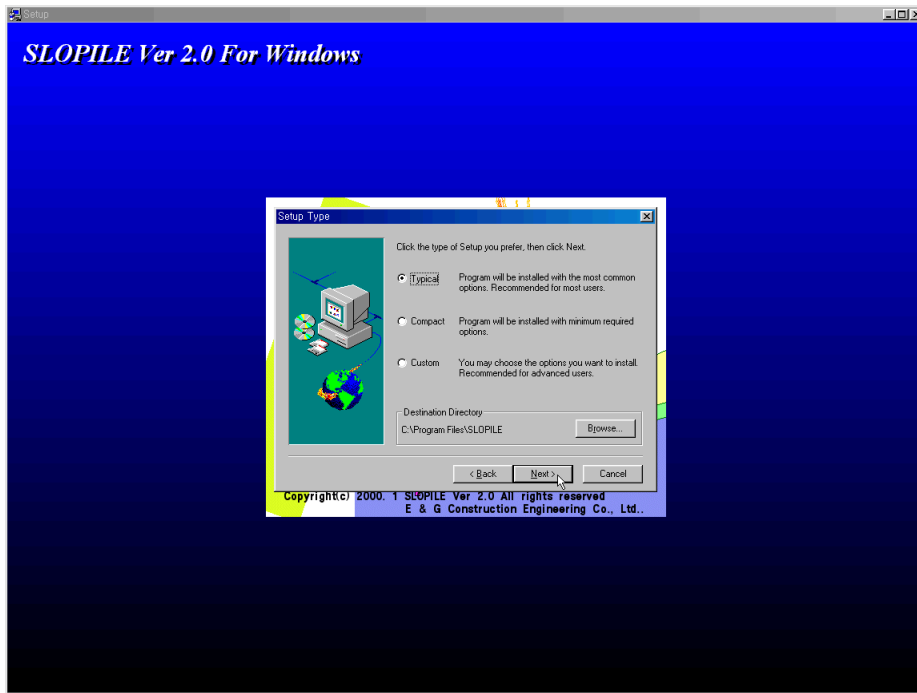 Setup
SLOPILE Ver 2.0 For Windows
Setup Type
Click the type of Setup you prefer, then click Next.
Typical
Program will be installed with the most common
options. Recommended for most users.
Compact
Program will be installed with minimum required
options.
Custom
You may choose the options you want to install.
Recommended for advanced users.
Destination Directory
C:\Program Files\SLOPILE
Browse...
< Back
Next >
Cancel
Copyright(c) 2000. 1 SLOPILE Ver 2.0 All rights reserved
E & G Construction Engineering Co., Ltd..